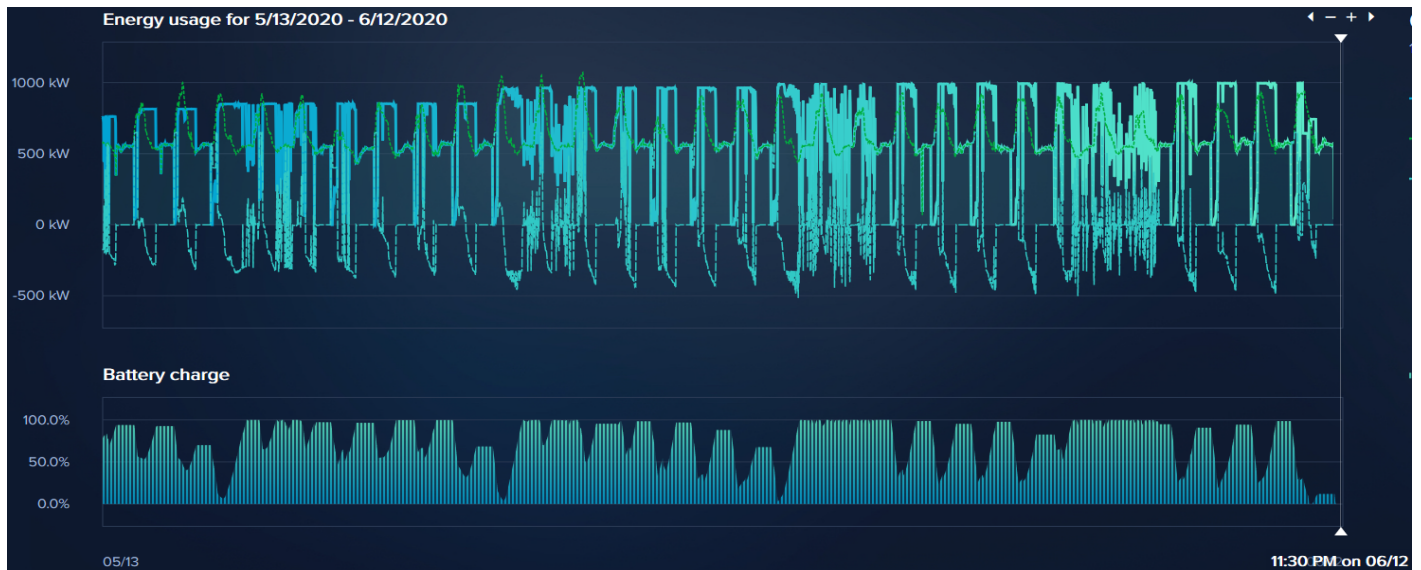 Energy usage for 5/13/2020 - 6/12/2020
1000 kW
500 kW
0 kW
-500 kW
Battery charge
100.0%
50.0%
0.0%
05/13
11:30 PM on 06/12